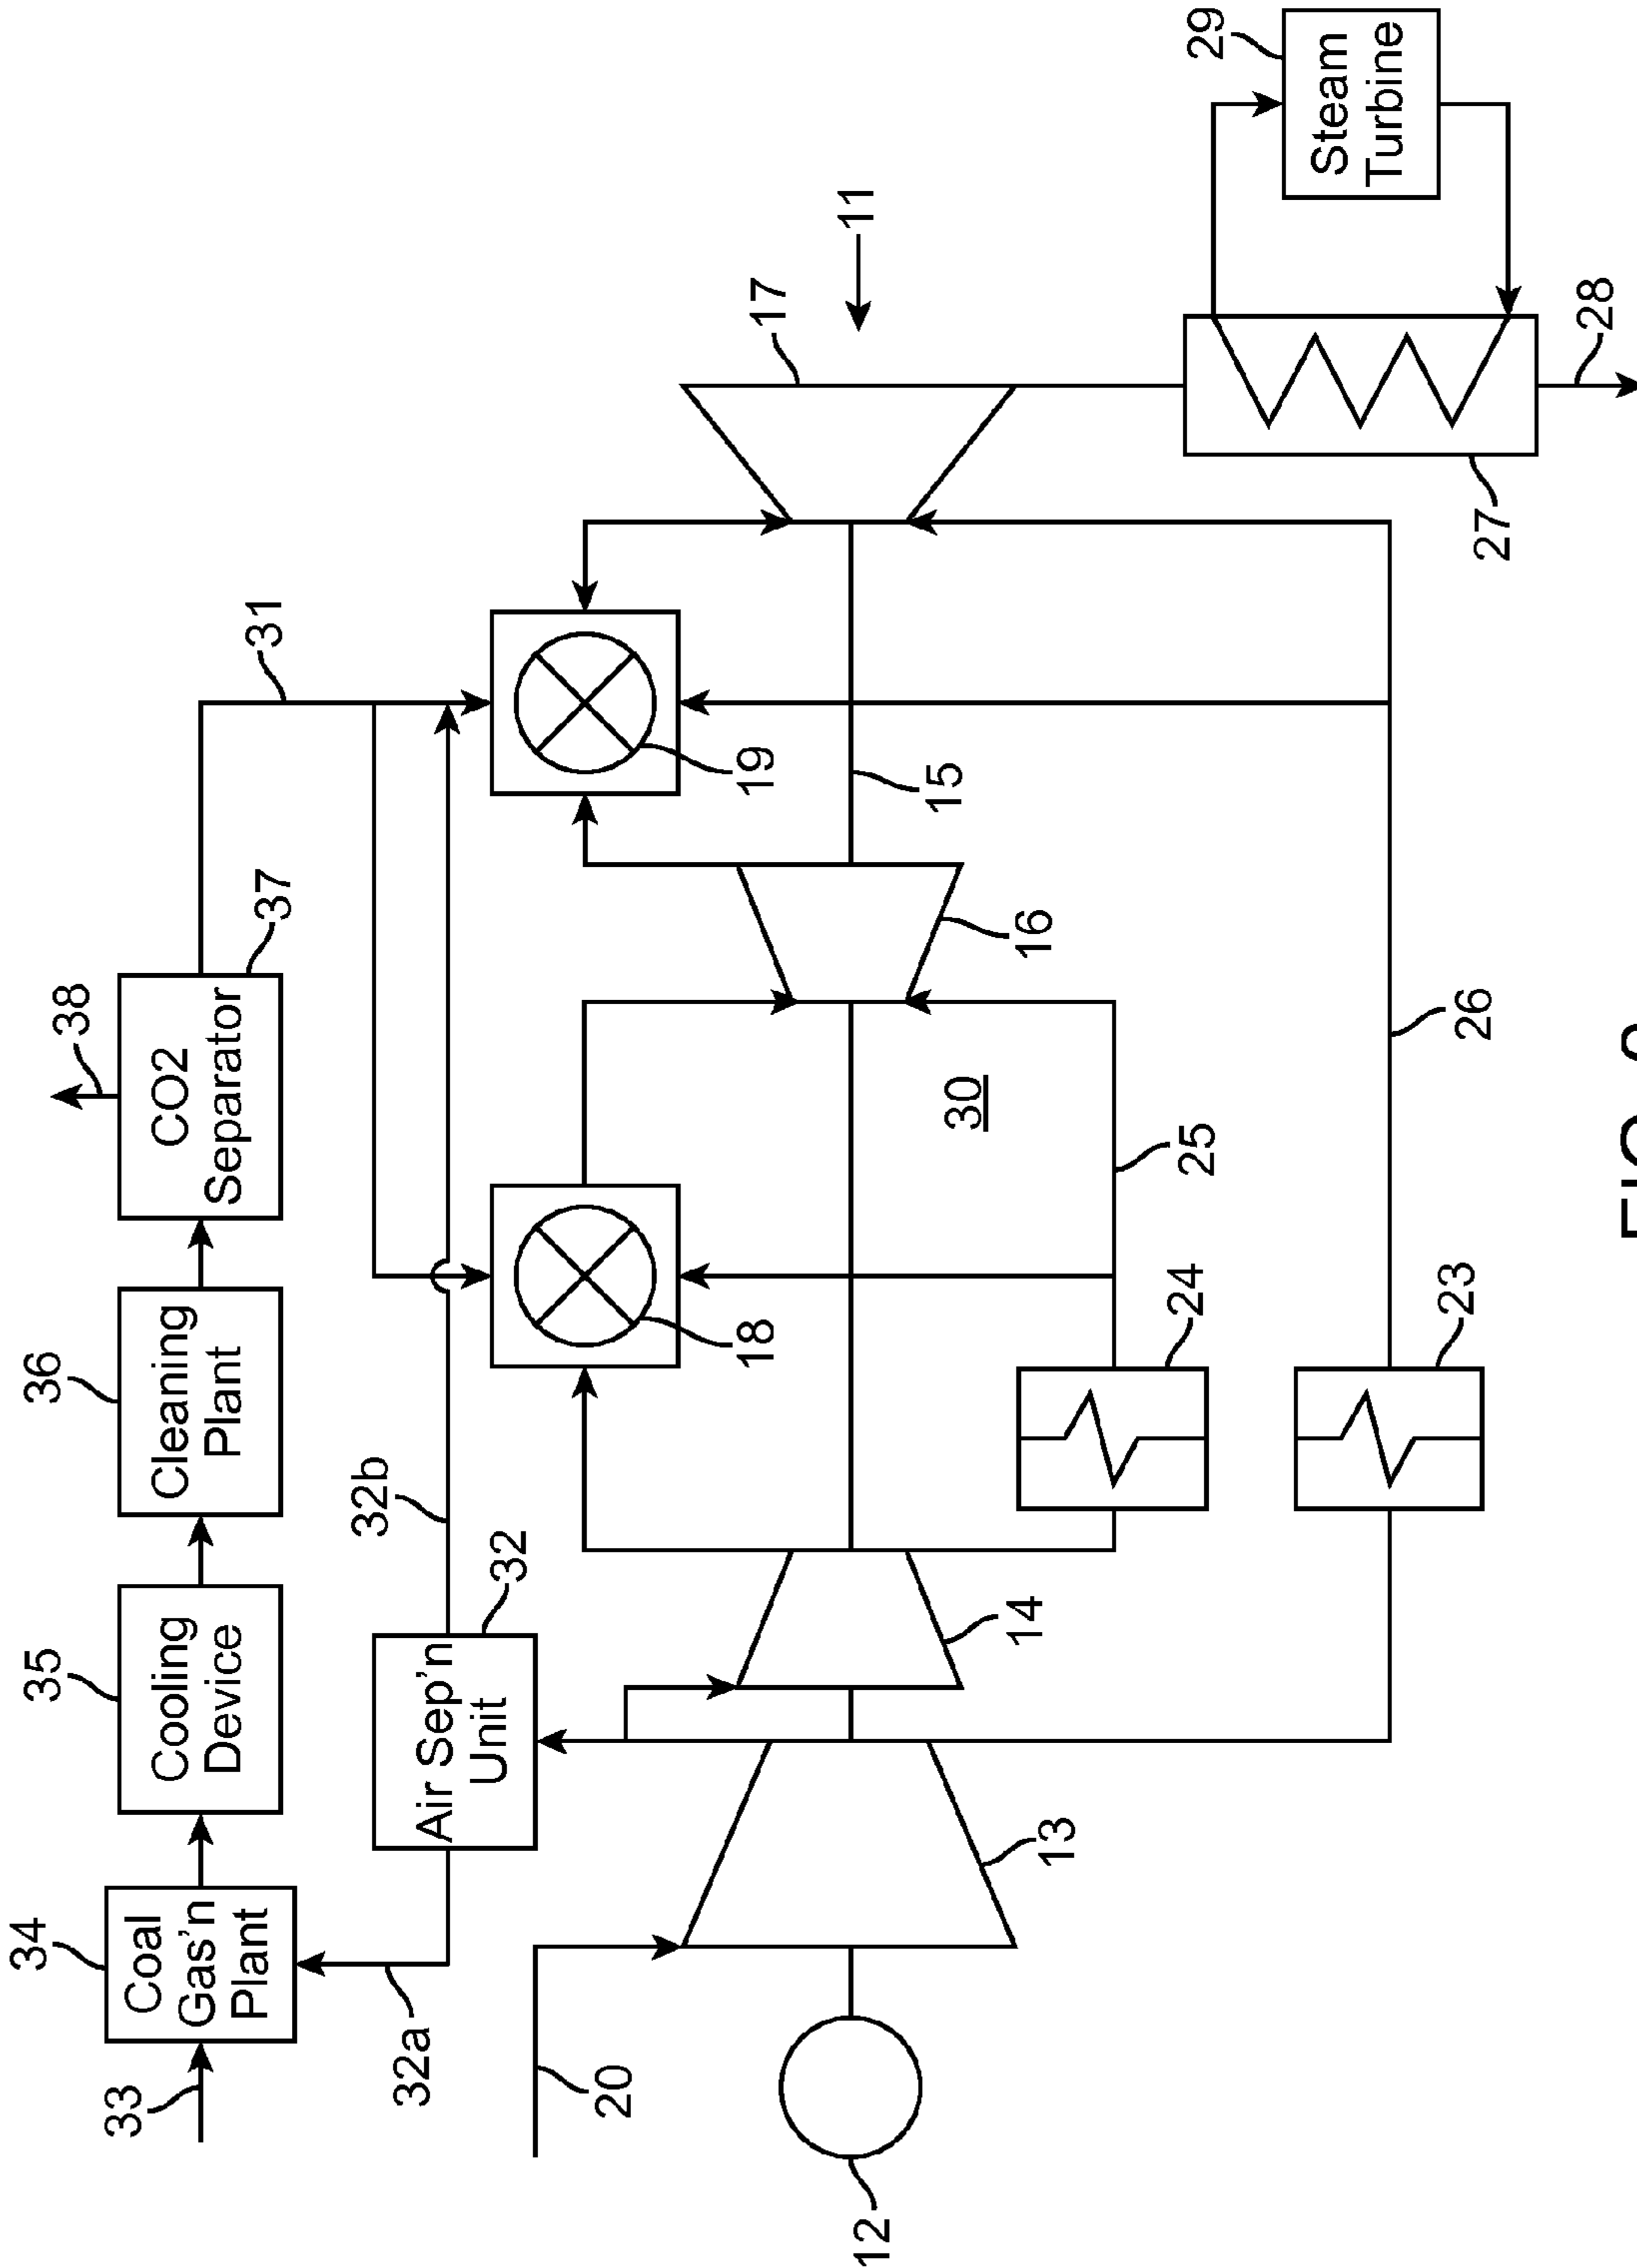 34
35
36
38
33
Coal
Gas'n
Plant
Cooling
Device
Cleaning
Plant
CO2
Separator
37
31
32a
32b
Air Sep'n
Unit
32
20
18
19
17
11
29
Steam
Turbine
12
13
14
30
16
15
25
24
26
23
27
28